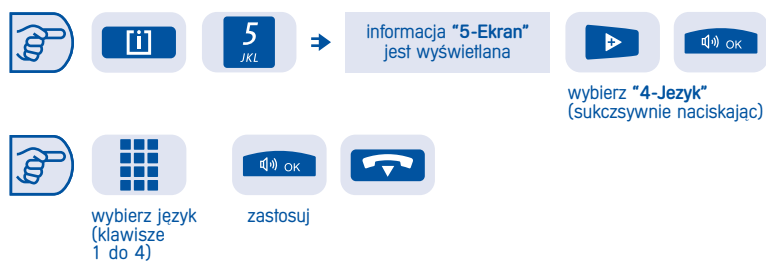 [i]
5
JKL
informacja "5-Ekran"
jest wyświetlana
OK
wybierz "4-Jezyk"
(sukczsywnie naciskając)
OK
wybierz język
(klawisze
1 do 4)
zastosuj